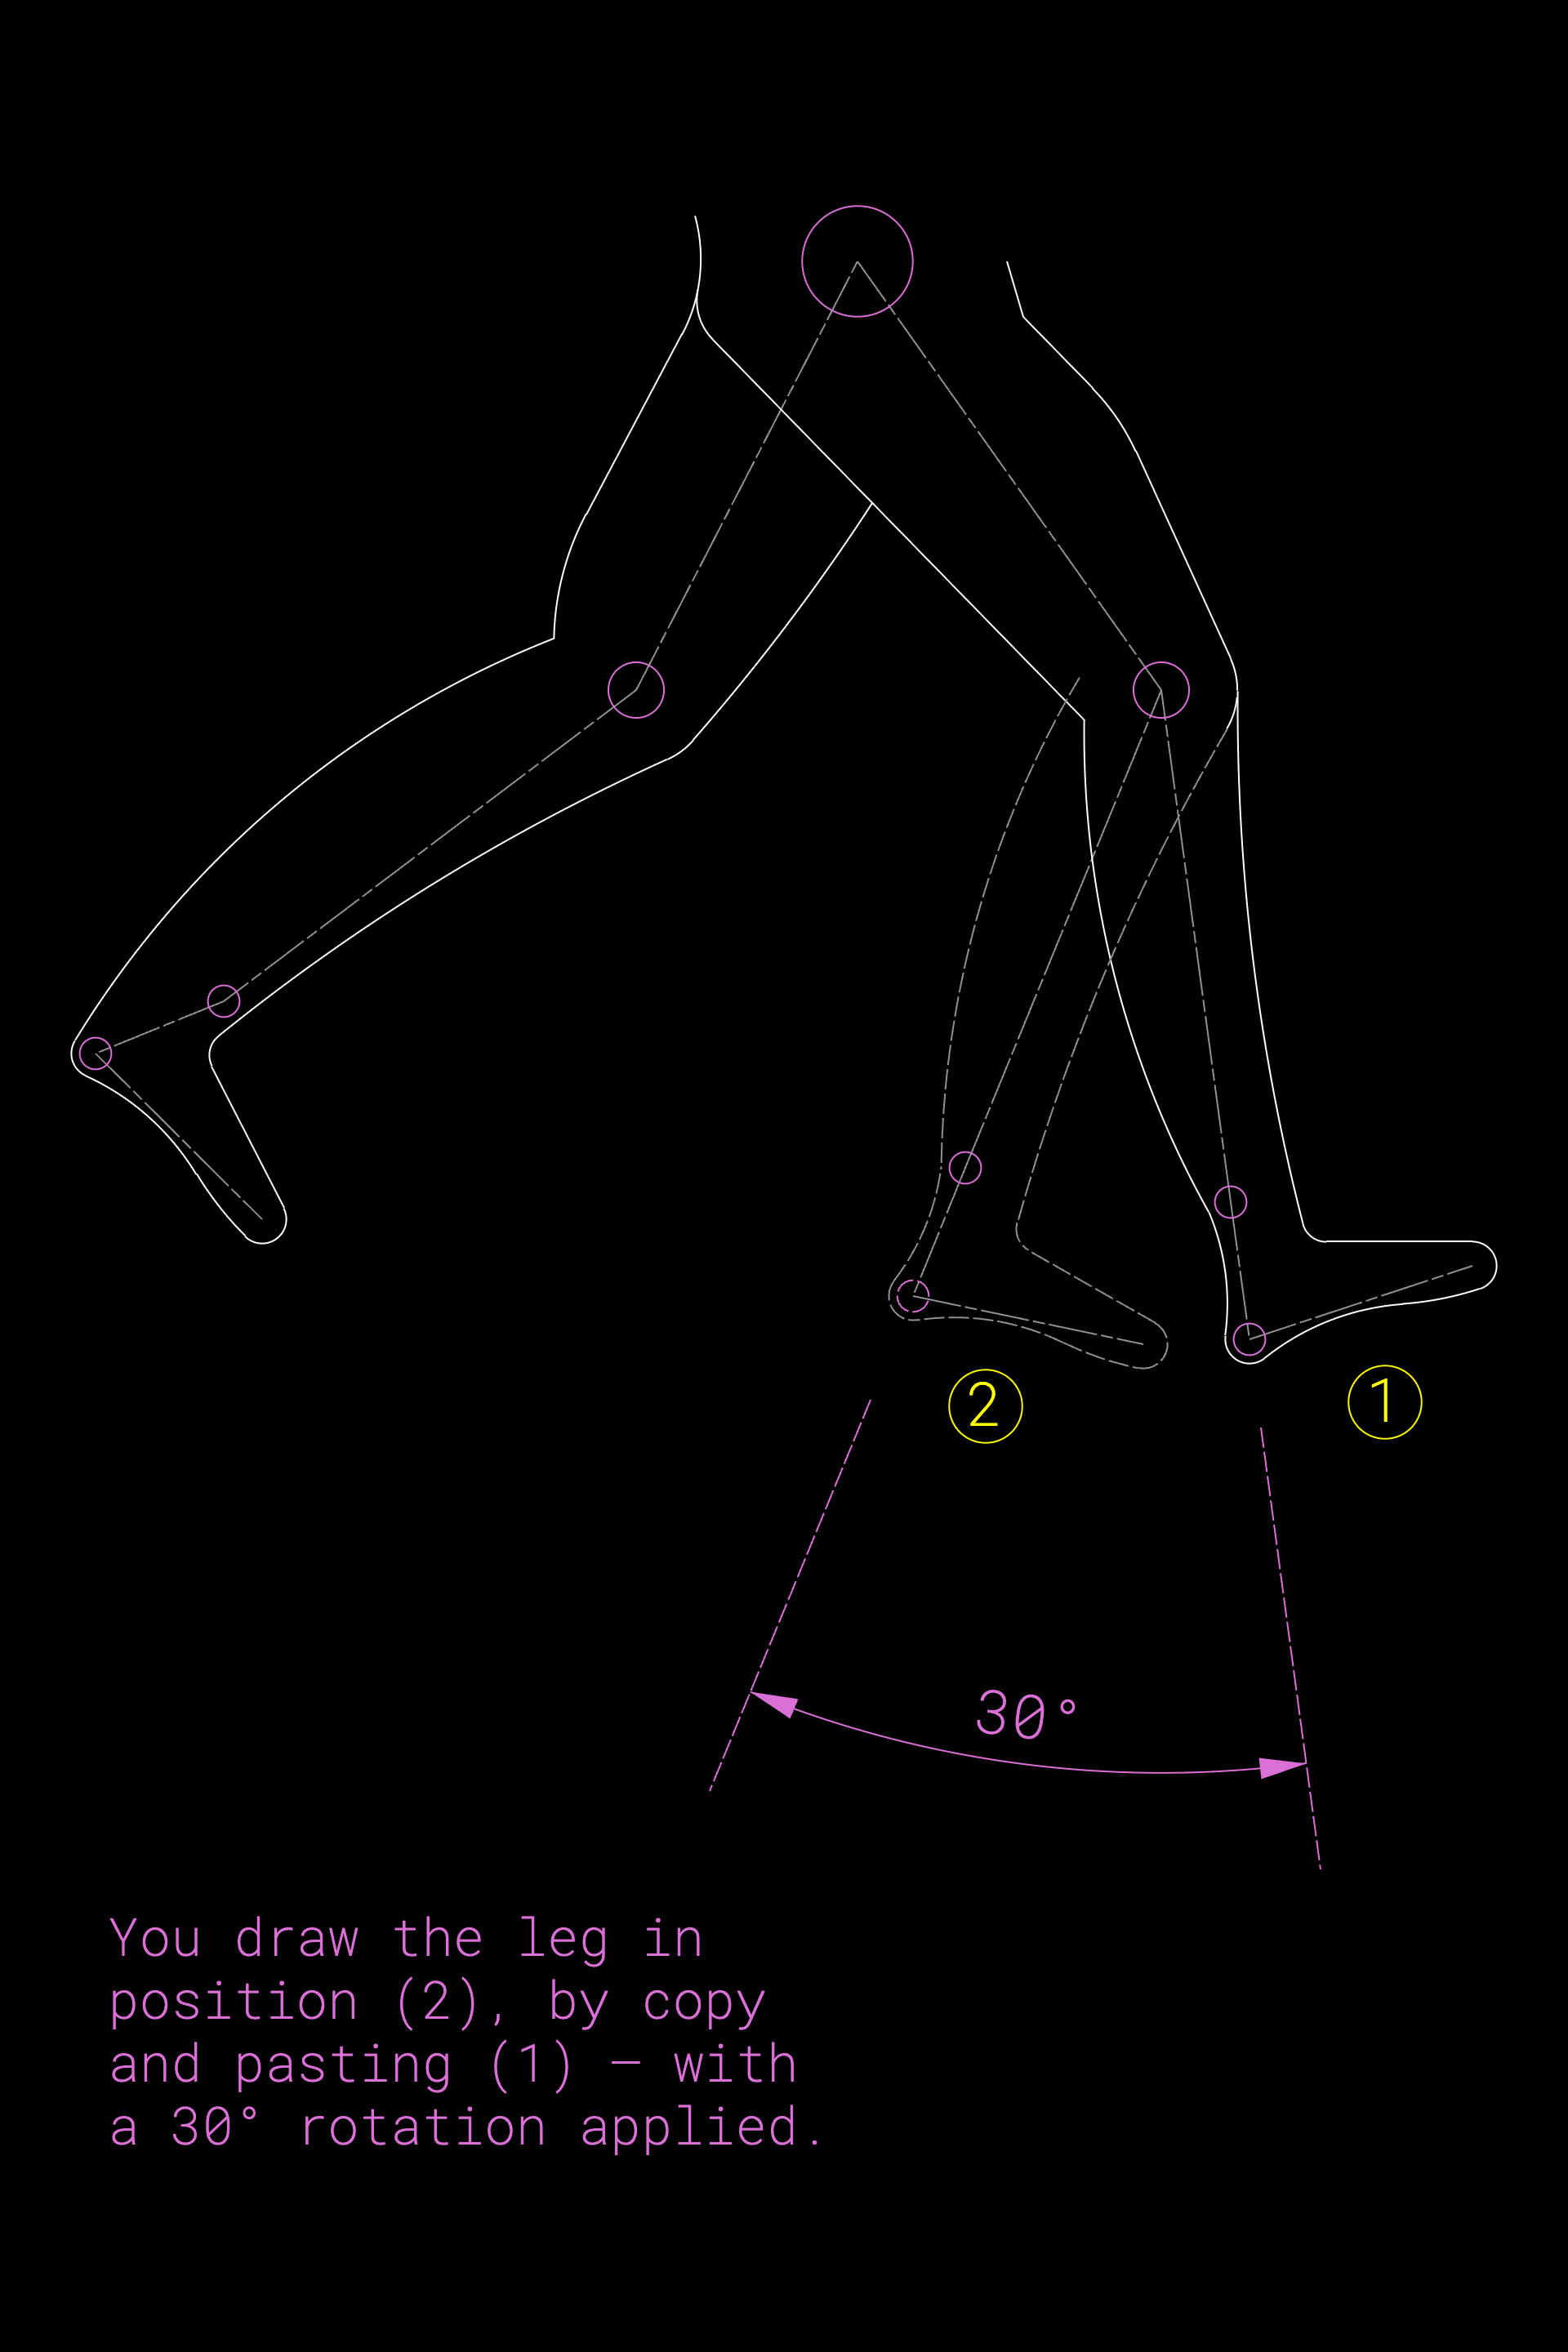 2
1
30°
You draw the leg in
position (2), by copy
and pasting (1) – with
a 30° rotation applied.